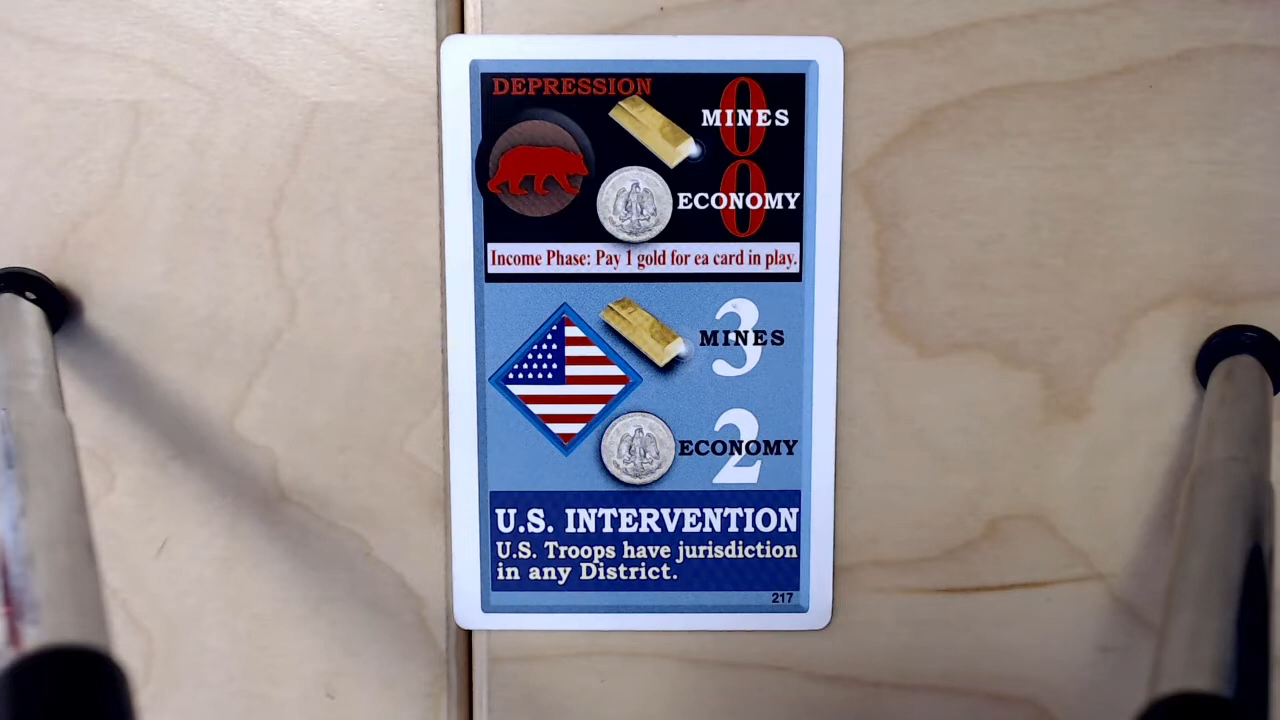 DEPRESSION
0
MINES
0
ECONOMY
Income Phase: Pay 1 gold for ea card in play.
3
MINES
2
ECONOMY
U.S. INTERVENTION
U.S. Troops have jurisdiction
in any District.
217